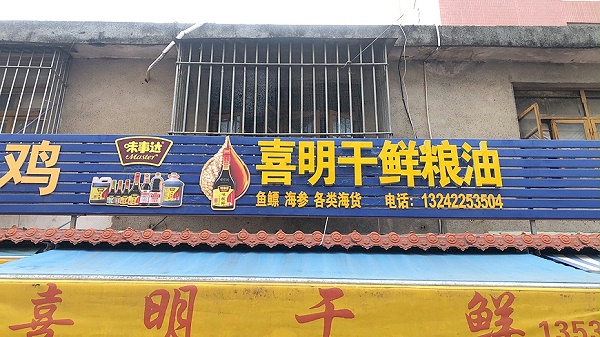 鸡
味事达
Master
喜明干鲜粮油
鱼鳔 海参 各类海货 电话：13242253504
喜明干鲜
1353